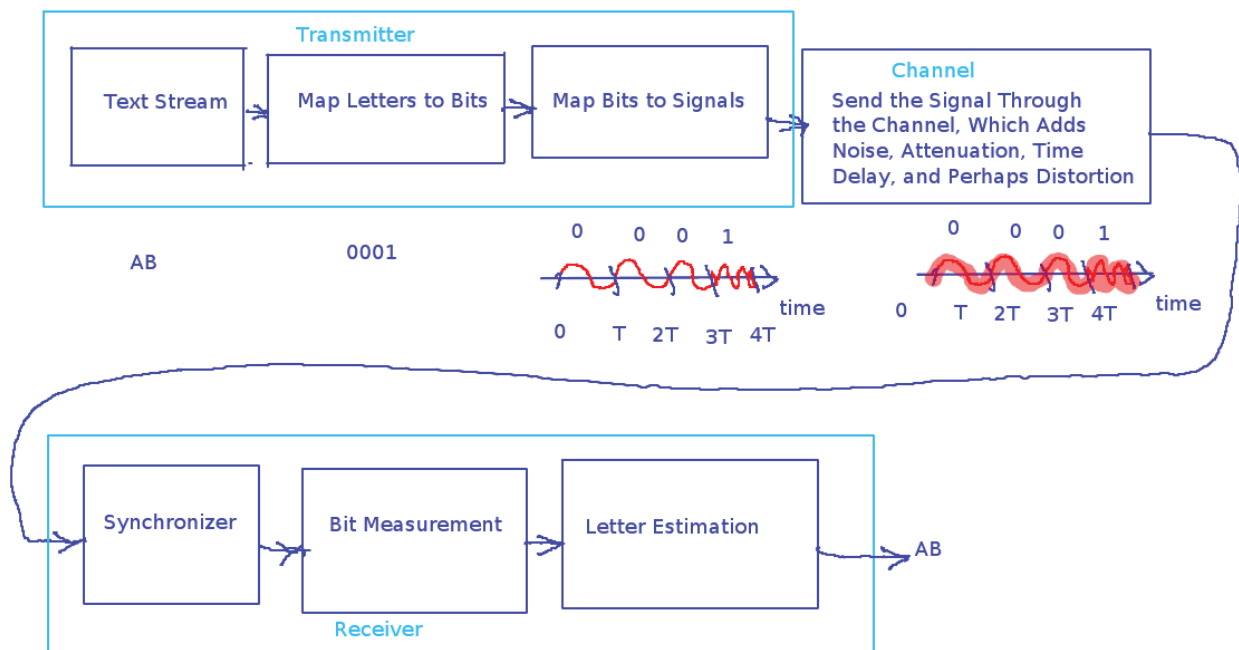 Transmitter
Text Stream
Map Letters to Bits
Map Bits to Signals
Channel
Send the Signal Through
the Channel, Which Adds
Noise, Attenuation, Time
Delay, and Perhaps Distortion
AB
0001
0 0 0 1
time
0 T 2T 3T 4T
0 0 0 1
time
0 T 2T 3T 4T
Synchronizer
Bit Measurement
Letter Estimation
AB
Receiver